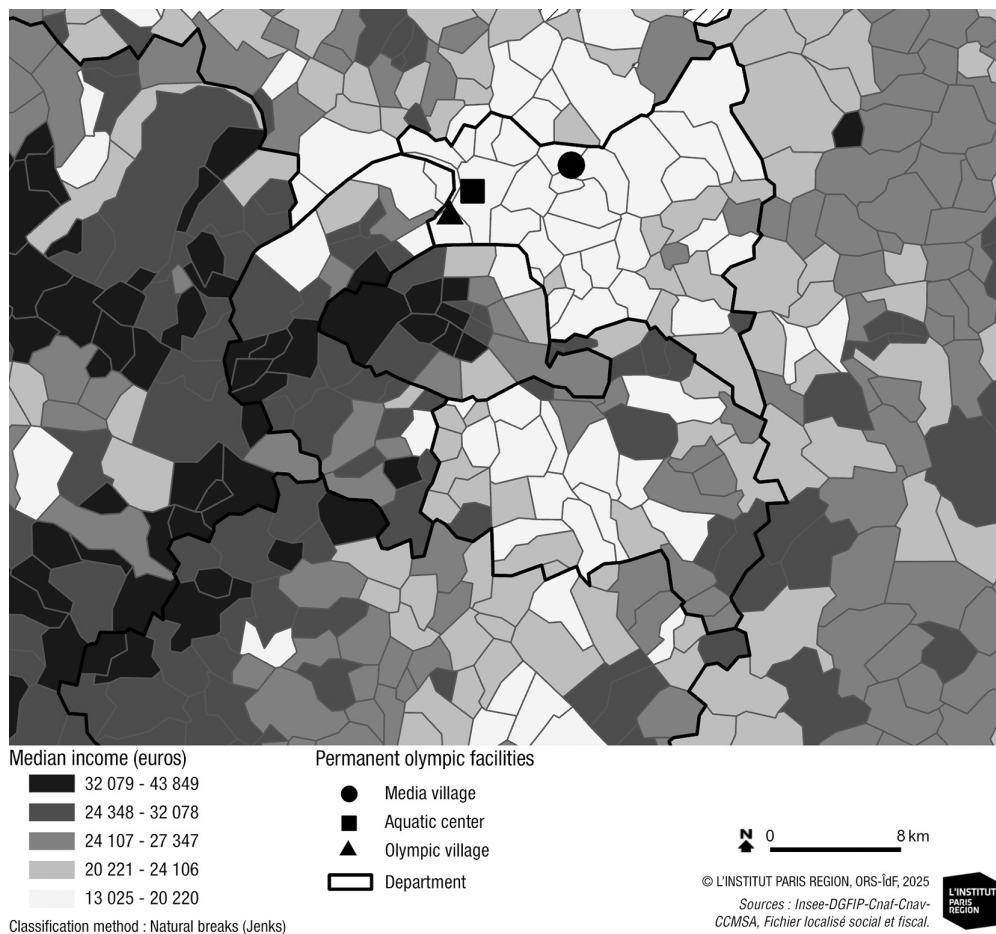 Median income (euros)
32 079 - 43 849
24 348 - 32 078
24 107 - 27 347
20 221 - 24 106
13 025 - 20 220
Classification method : Natural breaks (Jenks)
Permanent olympic facilities
Media village
Aquatic center
Olympic village
Department
N
0 8 km
© L'INSTITUT PARIS REGION, ORS-ÎdF, 2025
Sources : Insee-DGFIP-Cnaf-Cnav-
CCMSA, Fichier localisé social et fiscal.
L'INSTITUT
PARIS
REGION